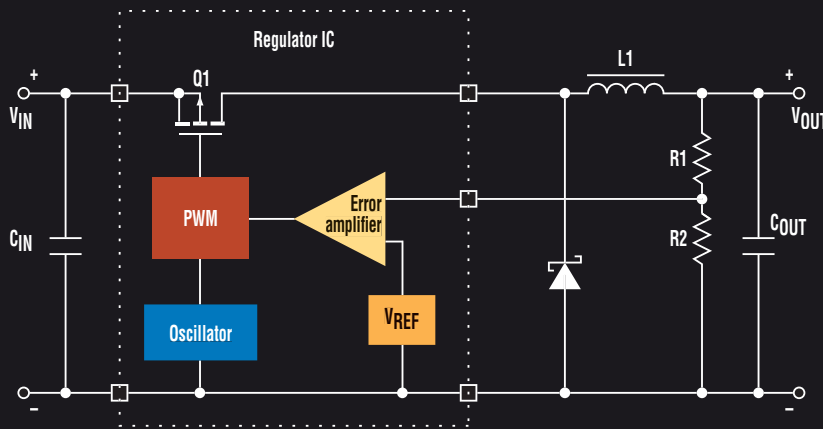 Regulator IC
Q1
L1
+
+
VIN
VOUT
R1
PWM
Error
amplifier
CIN
R2
COUT
VREF
Oscillator
–
–